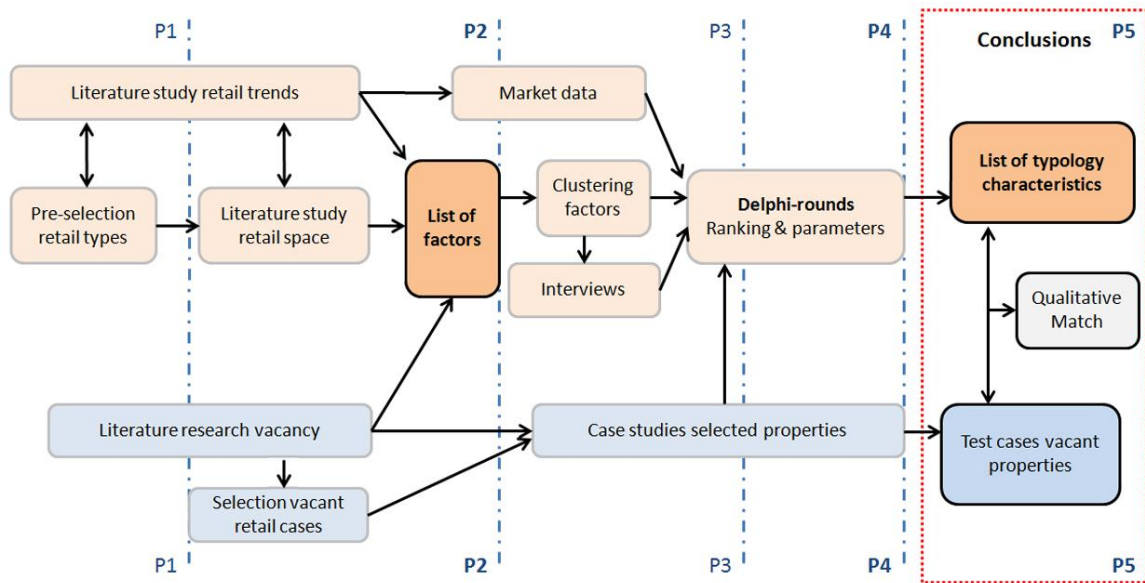 P1
P2
P3
P4
P5
Conclusions
Literature study retail trends
Market data
List of typology
characteristics
Pre-selection
retail types
Literature study
retail space
List of
factors
Clustering
factors
Delphi-rounds
Ranking & parameters
Interviews
Qualitative
Match
Literature research vacancy
Case studies selected properties
Test cases vacant
properties
Selection vacant
retail cases
P1
P2
P3
P4
P5